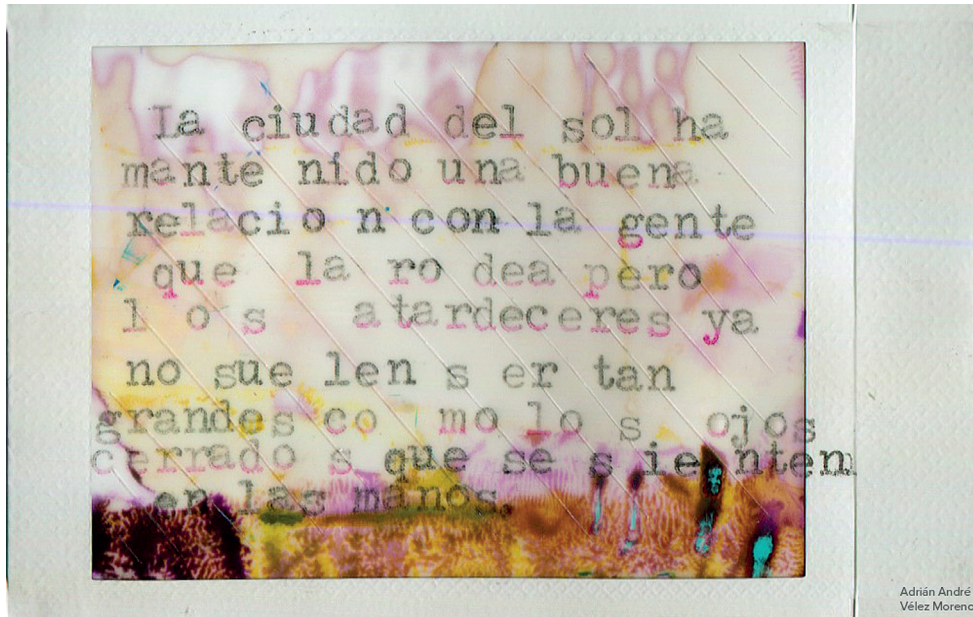 La ciudad del sol ha
mante nido una buena
relacio n con la gente
que la ro dea pero
l o s atardeceres ya
no sue len s er tan
grandes co mo lo s ojos
cerrado s que se s ie nten
en las manos.
Adrián André
Vélez Moreno